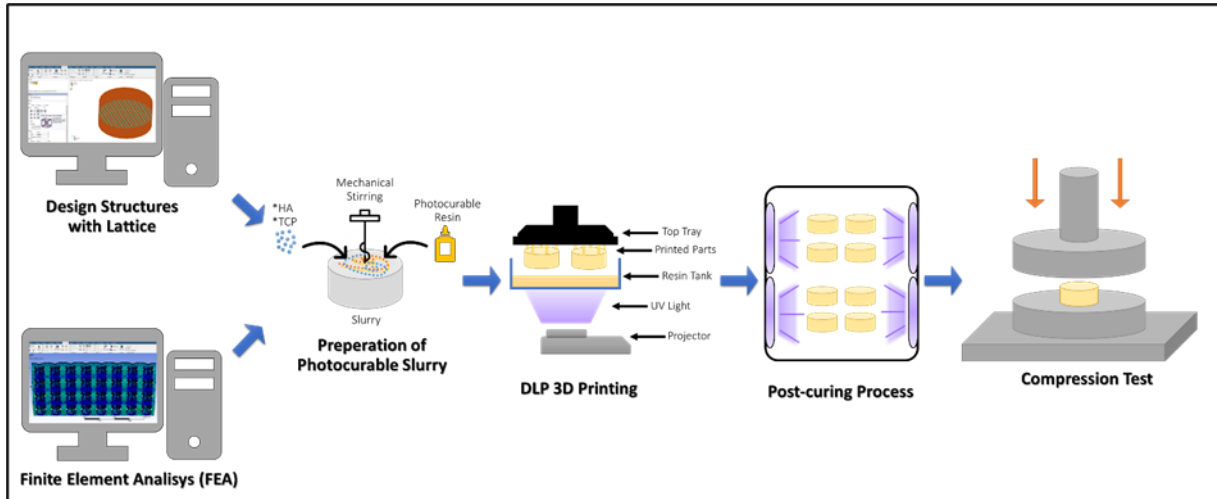 Design Structures
with Lattice
Finite Element Analisys (FEA)
*HA
*TCP
Mechanical
Stirring
Photocurable
Resin
Slurry
Preperation of
Photocurable Slurry
Top Tray
Printed Parts
Resin Tank
UV Light
Projector
DLP 3D Printing
Post-curing Process
Compression Test